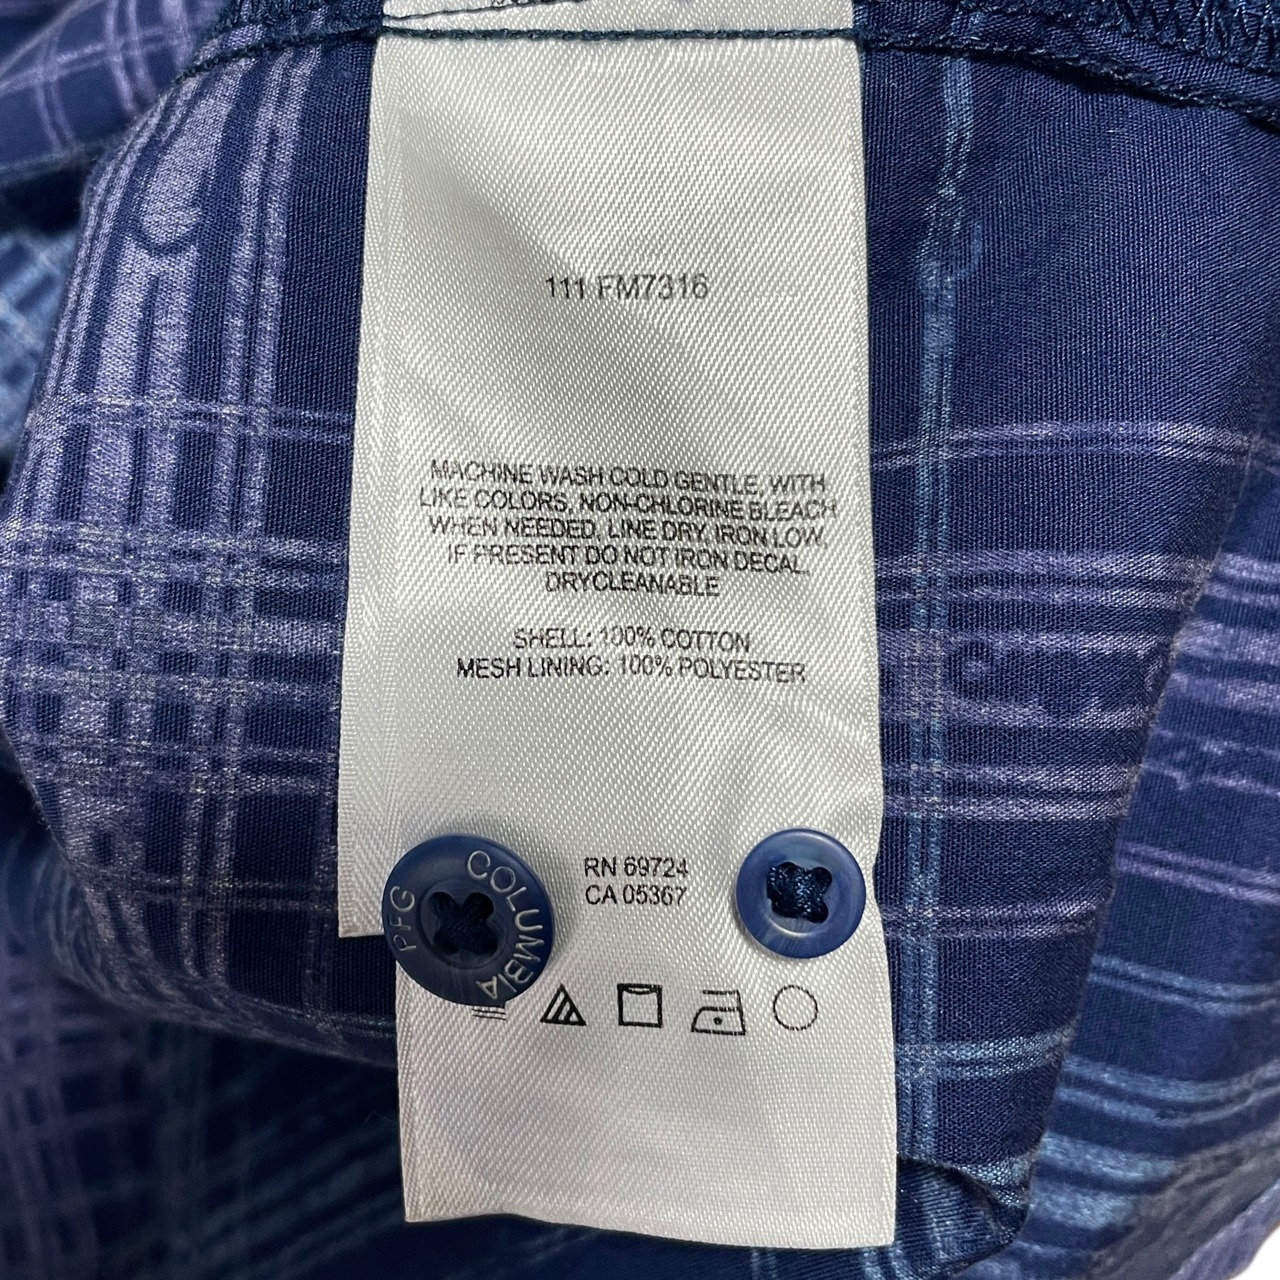 111 FM7316
MACHINE WASH COLD GENTLE, WITH
LIKE COLORS, NON-CHLORINE BLEACH
WHEN NEEDED, LINE DRY, IRON LOW,
IF PRESENT DO NOT IRON DECAL,
DRYCLEANABLE
SHELL: 100% COTTON
MESH LINING: 100% POLYESTER
RN 69724
CA 05367
COLUMBIA
PFG